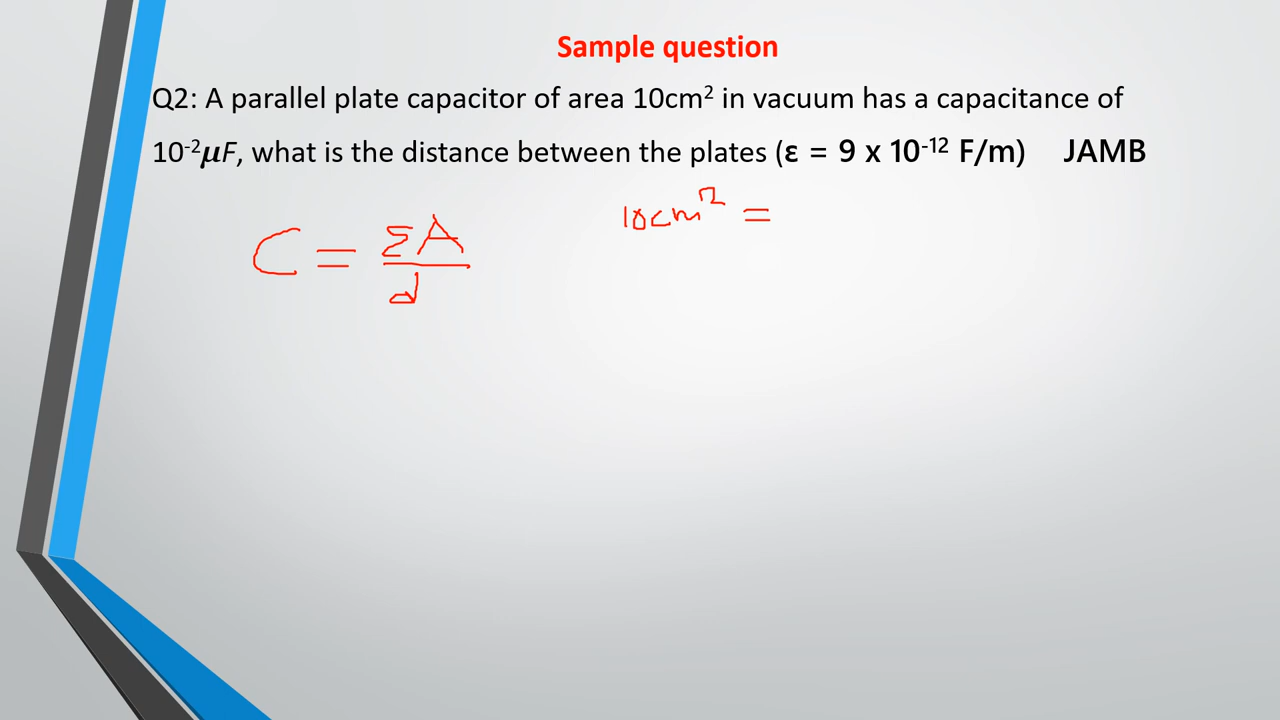 Sample question
Q2: A parallel plate capacitor of area 10cm² in vacuum has a capacitance of
10⁻²μF, what is the distance between the plates (ε = 9 x 10⁻¹² F/m) JAMB
10cm² =
C = ΣA/d